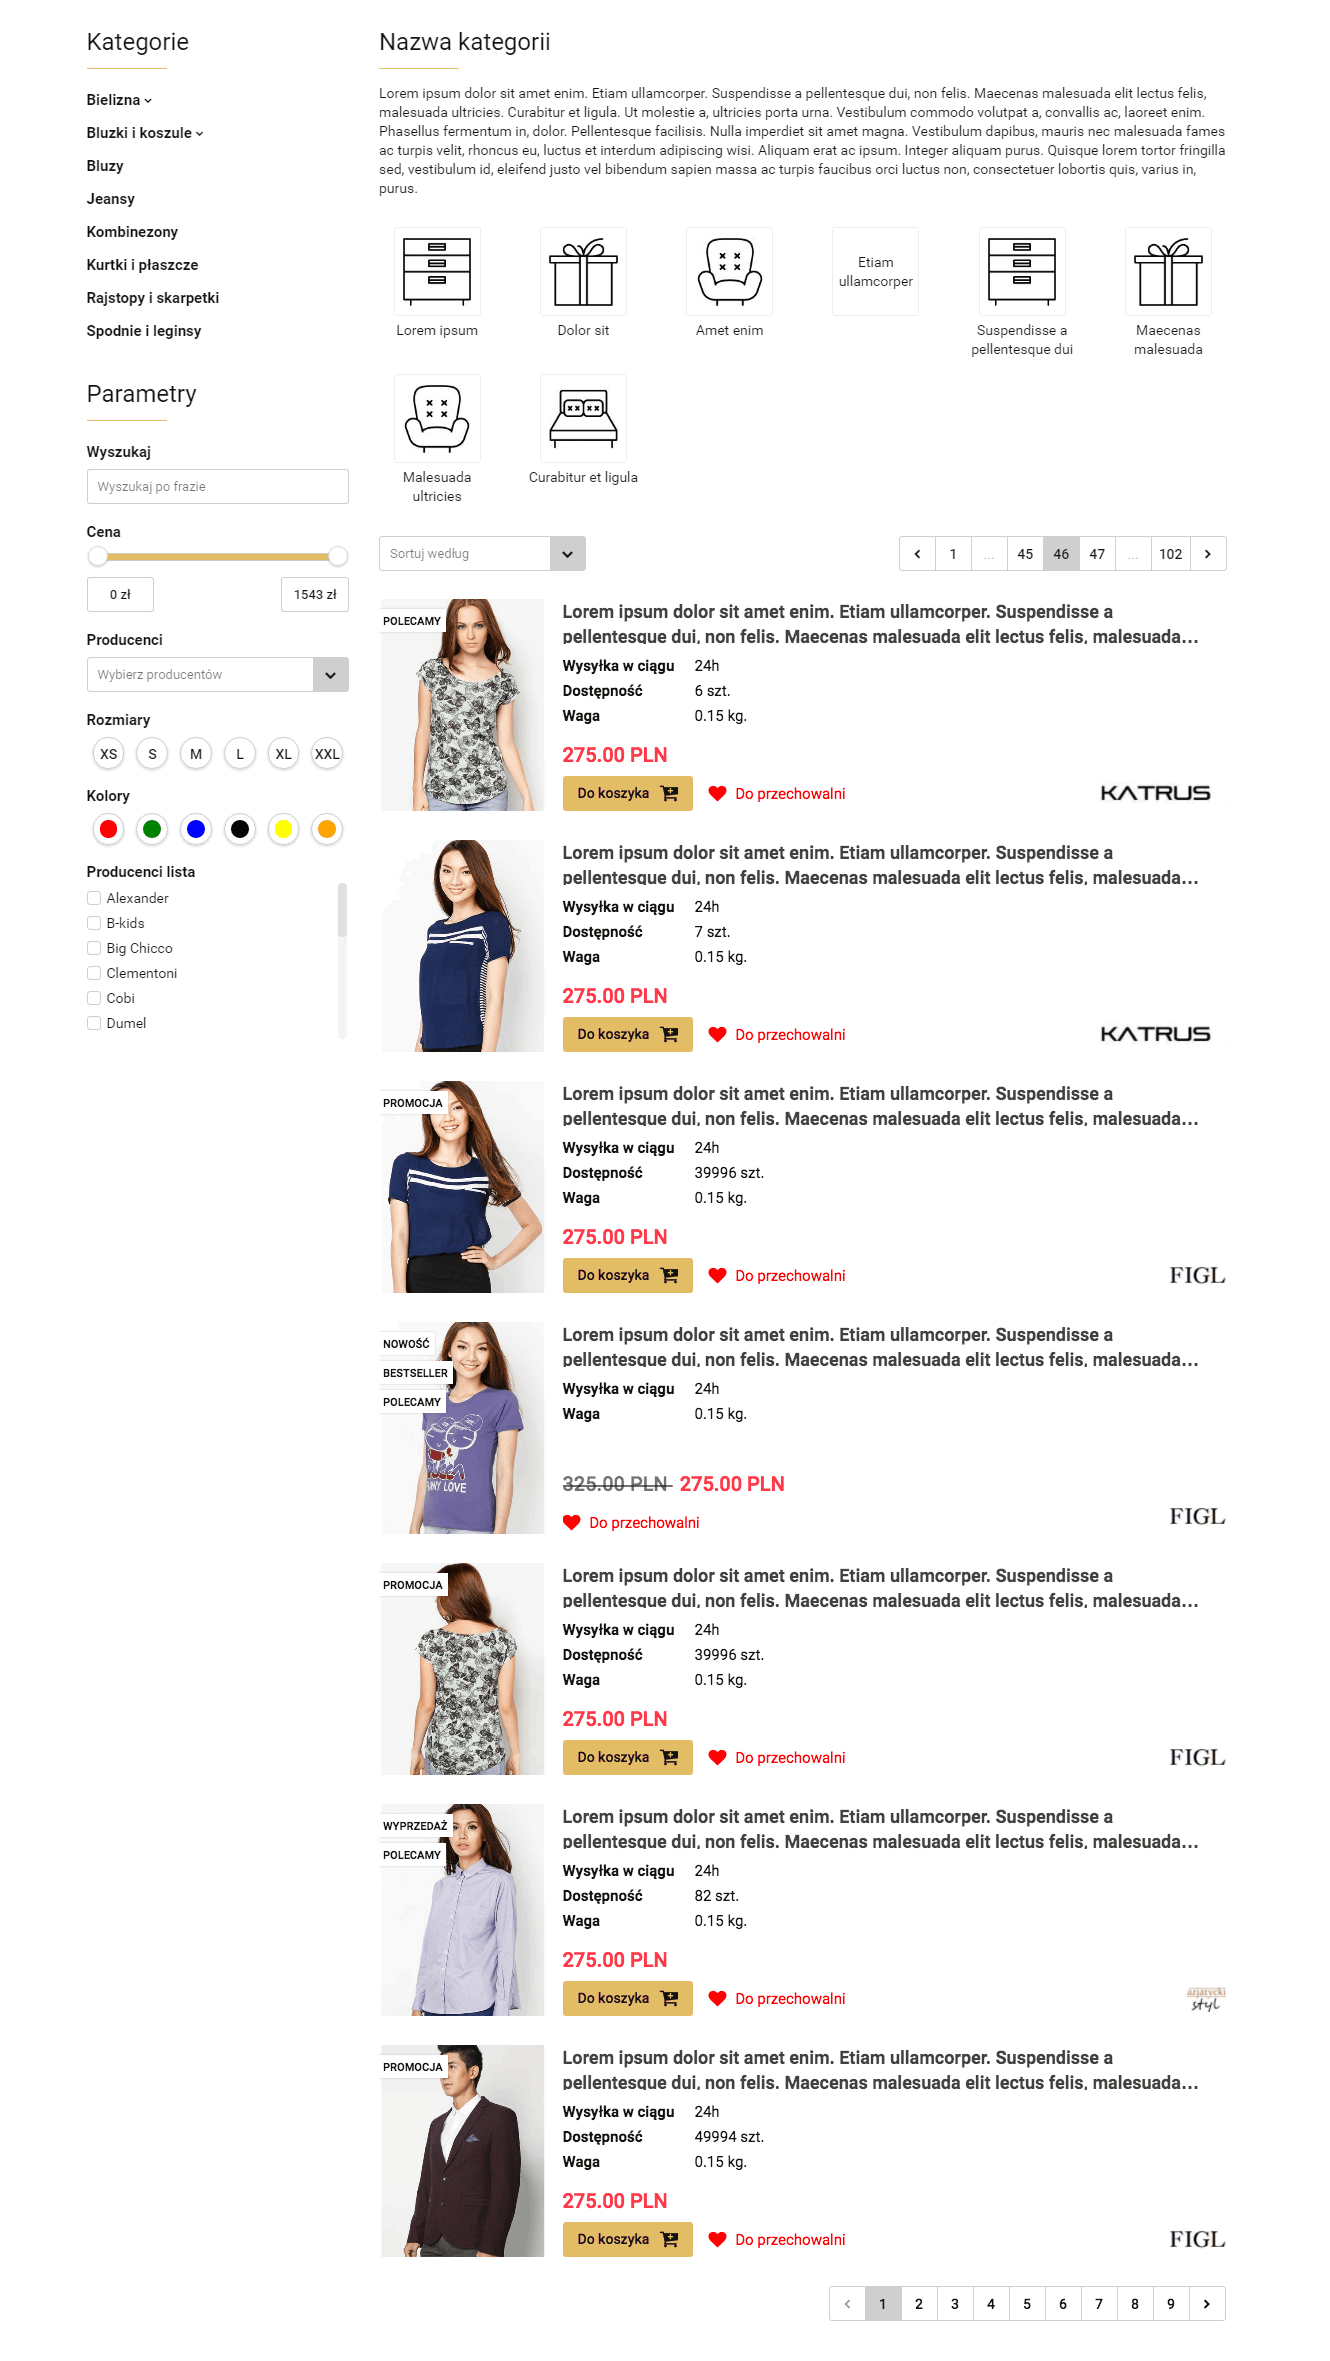 Kategorie
Bielizna
Bluzki i koszule
Bluzy
Jeansy
Kombinezony
Kurtki i płaszcze
Rajstopy i skarpetki
Spodnie i leginsy
Parametry
Wyszukaj
Wyszukaj po frazie
Cena
0 zł
1543 zł
Producenci
Wybierz producentów
Rozmiary
XS S M L XL XXL
Kolory
Producenci lista
Alexander
B-kids
Big Chicco
Clementoni
Cobi
Dumel
Nazwa kategorii
Lorem ipsum dolor sit amet enim. Etiam ullamcorper. Suspendisse a pellentesque dui, non felis. Maecenas malesuada elit lectus felis,
malesuada ultricies. Curabitur et ligula. Ut molestie a, ultricies porta urna. Vestibulum commodo volutpat a, convallis ac, laoreet enim.
Phasellus fermentum in, dolor. Pellentesque facilisis. Nulla imperdiet sit amet magna. Vestibulum dapibus, mauris nec malesuada fames
ac turpis velit, rhoncus eu, luctus et interdum adipiscing wisi. Aliquam erat ac ipsum. Integer aliquam purus. Quisque lorem tortor fringilla
sed, vestibulum id, eleifend justo vel bibendum sapien massa ac turpis faucibus orci luctus non, consectetuer lobortis quis, varius in,
purus.
Lorem ipsum
Dolor sit
Amet enim
Etiam
ullamcorper
Suspendisse a
pellentesque dui
Maecenas
malesuada
Malesuada
ultricies
Curabitur et ligula
Sortuj według
1 ... 45 46 47 ... 102
POLECAMY
Lorem ipsum dolor sit amet enim. Etiam ullamcorper. Suspendisse a
pellentesque dui, non felis. Maecenas malesuada elit lectus felis, malesuada...
Wysyłka w ciągu 24h
Dostępność 6 szt.
Waga 0.15 kg.
275.00 PLN
Do koszyka Do przechowalni
KATRUS
Lorem ipsum dolor sit amet enim. Etiam ullamcorper. Suspendisse a
pellentesque dui, non felis. Maecenas malesuada elit lectus felis, malesuada...
Wysyłka w ciągu 24h
Dostępność 7 szt.
Waga 0.15 kg.
275.00 PLN
Do koszyka Do przechowalni
KATRUS
PROMOCJA
Lorem ipsum dolor sit amet enim. Etiam ullamcorper. Suspendisse a
pellentesque dui, non felis. Maecenas malesuada elit lectus felis, malesuada...
Wysyłka w ciągu 24h
Dostępność 39996 szt.
Waga 0.15 kg.
275.00 PLN
Do koszyka Do przechowalni
FIGL
NOWOŚĆ
BESTSELLER
POLECAMY
LOVE
Lorem ipsum dolor sit amet enim. Etiam ullamcorper. Suspendisse a
pellentesque dui, non felis. Maecenas malesuada elit lectus felis, malesuada...
Wysyłka w ciągu 24h
Waga 0.15 kg.
325.00 PLN 275.00 PLN
Do przechowalni
FIGL
PROMOCJA
Lorem ipsum dolor sit amet enim. Etiam ullamcorper. Suspendisse a
pellentesque dui, non felis. Maecenas malesuada elit lectus felis, malesuada...
Wysyłka w ciągu 24h
Dostępność 39996 szt.
Waga 0.15 kg.
275.00 PLN
Do koszyka Do przechowalni
FIGL
WYPRZEDAŻ
POLECAMY
Lorem ipsum dolor sit amet enim. Etiam ullamcorper. Suspendisse a
pellentesque dui, non felis. Maecenas malesuada elit lectus felis, malesuada...
Wysyłka w ciągu 24h
Dostępność 82 szt.
Waga 0.15 kg.
275.00 PLN
Do koszyka Do przechowalni
azjatycki
styl
PROMOCJA
Lorem ipsum dolor sit amet enim. Etiam ullamcorper. Suspendisse a
pellentesque dui, non felis. Maecenas malesuada elit lectus felis, malesuada...
Wysyłka w ciągu 24h
Dostępność 49994 szt.
Waga 0.15 kg.
275.00 PLN
Do koszyka Do przechowalni
FIGL
1 2 3 4 5 6 7 8 9